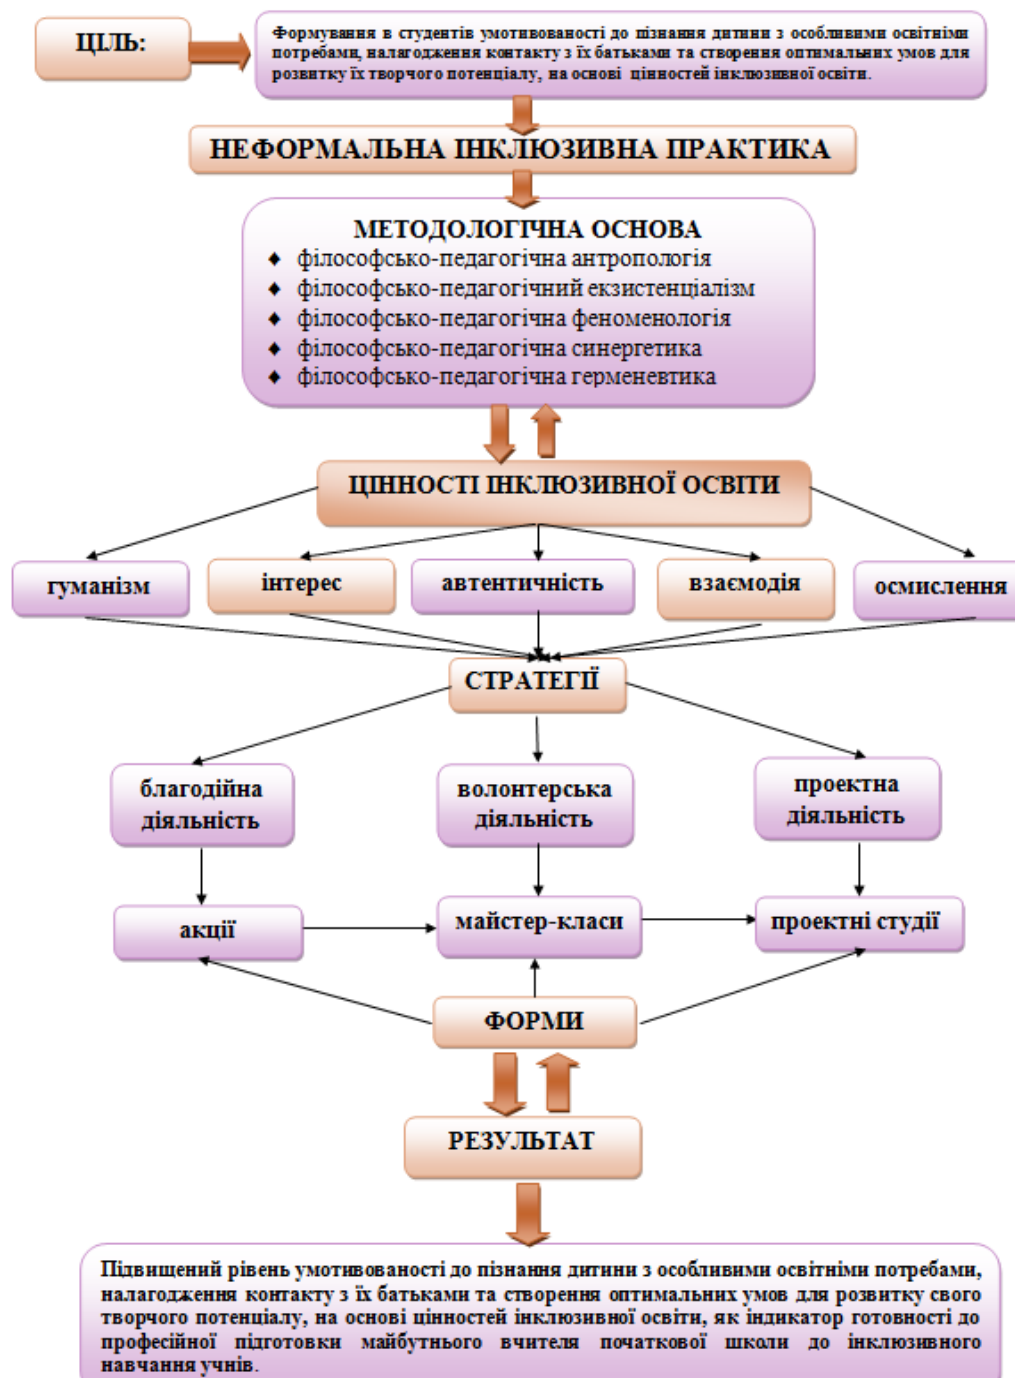 ЦІЛЬ:
Формування в студентів умотивованості до пізнання дитини з особливими освітніми
потребами, налагодження контакту з їх батьками та створення оптимальних умов для
розвитку їх творчого потенціалу, на основі цінностей інклюзивної освіти.
НЕФОРМАЛЬНА ІНКЛЮЗИВНА ПРАКТИКА
МЕТОДОЛОГІЧНА ОСНОВА
♦ філософсько-педагогічна антропологія
♦ філософсько-педагогічний екзистенціалізм
♦ філософсько-педагогічна феноменологія
♦ філософсько-педагогічна синергетика
♦ філософсько-педагогічна герменевтика
ЦІННОСТІ ІНКЛЮЗИВНОЇ ОСВІТИ
гуманізм
інтерес
автентичність
взаємодія
осмислення
СТРАТЕГІЇ
благодійна
діяльність
волонтерська
діяльність
проектна
діяльність
акції
майстер-класи
проектні студії
ФОРМИ
РЕЗУЛЬТАТ
Підвищений рівень умотивованості до пізнання дитини з особливими освітніми потребами,
налагодження контакту з їх батьками та створення оптимальних умов для розвитку свого
творчого потенціалу, на основі цінностей інклюзивної освіти, як індикатор готовності до
професійної підготовки майбутнього вчителя початкової школи до інклюзивного
навчання учнів.